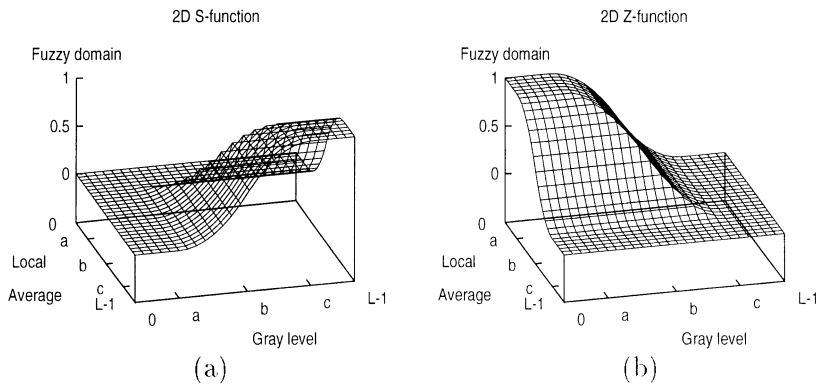 2D S-function
Fuzzy domain
1
0.5
0
0
a
Local
b
Average
c
L-1
0
a
b
c
L-1
Gray level
(a)
2D Z-function
Fuzzy domain
1
0.5
0
0
a
Local
b
Average
c
L-1
0
a
b
c
L-1
Gray level
(b)